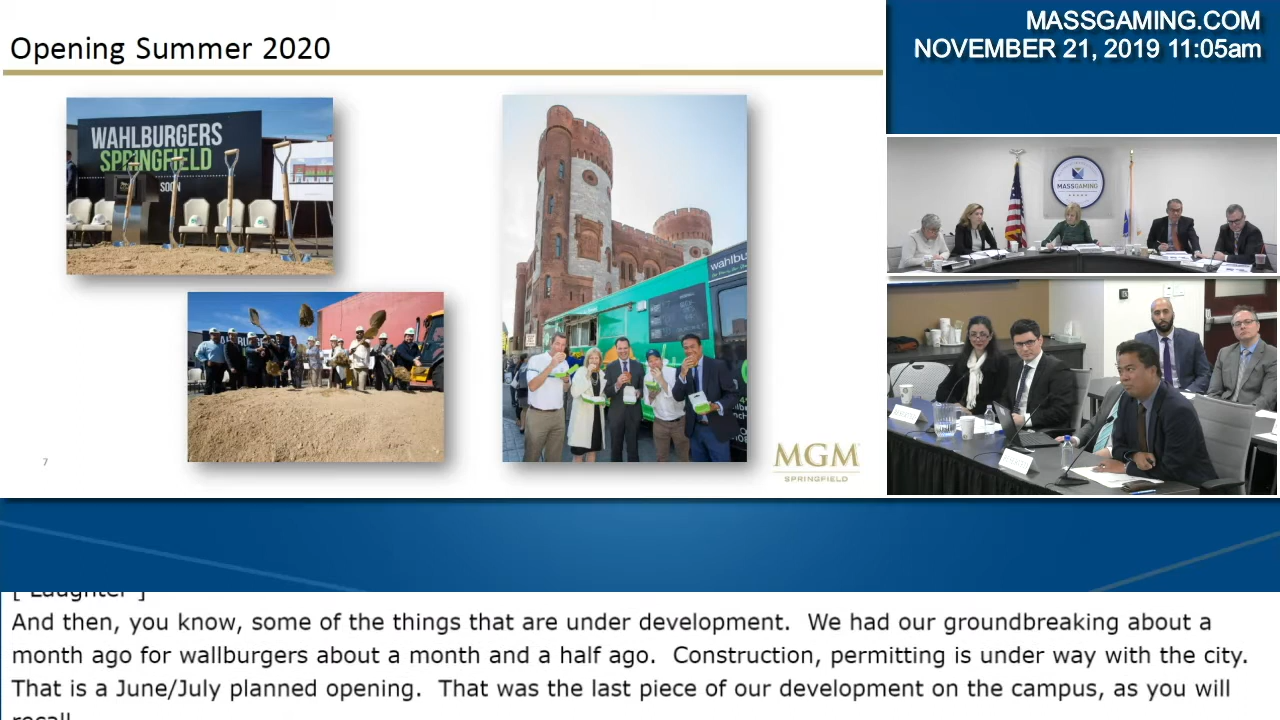 Opening Summer 2020
MASSGAMING.COM
NOVEMBER 21, 2019 11:05am
WAHLBURGERS
SPRINGFIELD
SOON
MASSGAMING
wahlbu
7
MGM
SPRINGFIELD
[ Laughter ]
And then, you know, some of the things that are under development.  We had our groundbreaking about a
month ago for wallburgers about a month and a half ago.  Construction, permitting is under way with the city.
That is a June/July planned opening.  That was the last piece of our development on the campus, as you will
recall